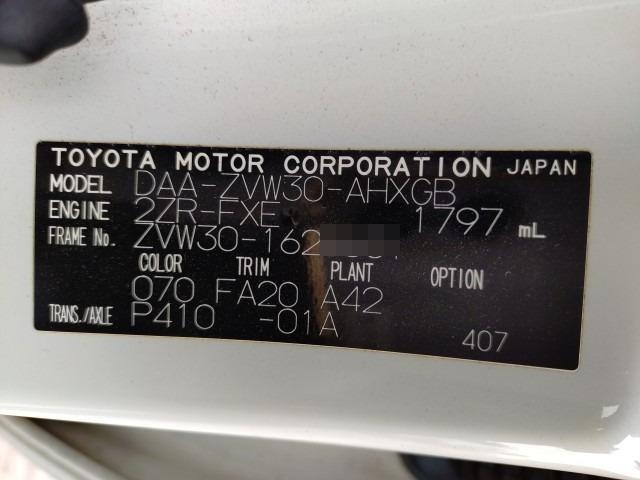 TOYOTA MOTOR CORPORATION JAPAN
MODEL DAA-ZVW30-AHXGB
ENGINE 2ZR-FXE 1797 mL
FRAME No. ZVW30-162
COLOR TRIM PLANT OPTION
070 FA20 A42
TRANS./AXLE P410 -01A
407